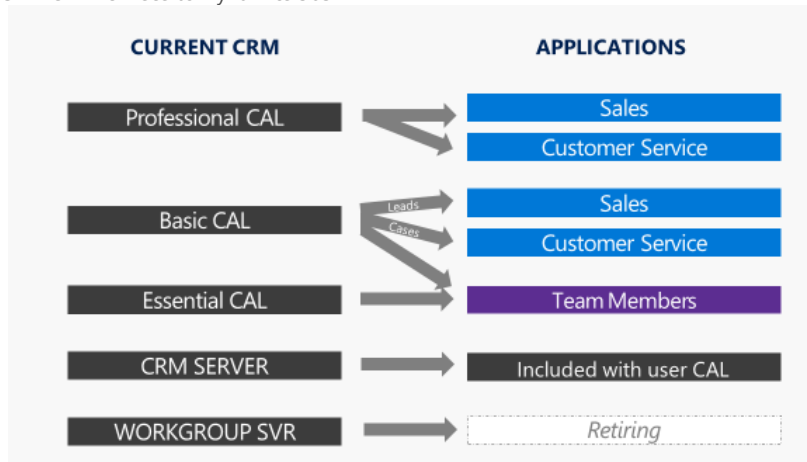 CURRENT CRM
APPLICATIONS
Professional CAL
Sales
Customer Service
Basic CAL
Leads
Cases
Sales
Customer Service
Essential CAL
Team Members
CRM SERVER
Included with user CAL
WORKGROUP SVR
Retiring